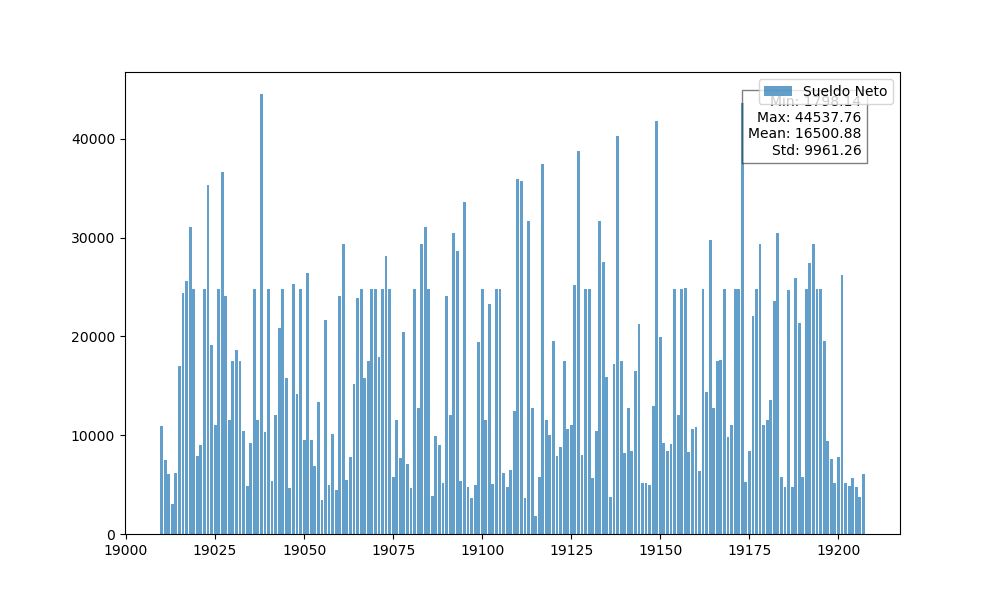 Sueldo Neto
Min: 1798.14
Max: 44537.76
Mean: 16500.88
Std: 9961.26
40000
30000
20000
10000
0
19000 19025 19050 19075 19100 19125 19150 19175 19200